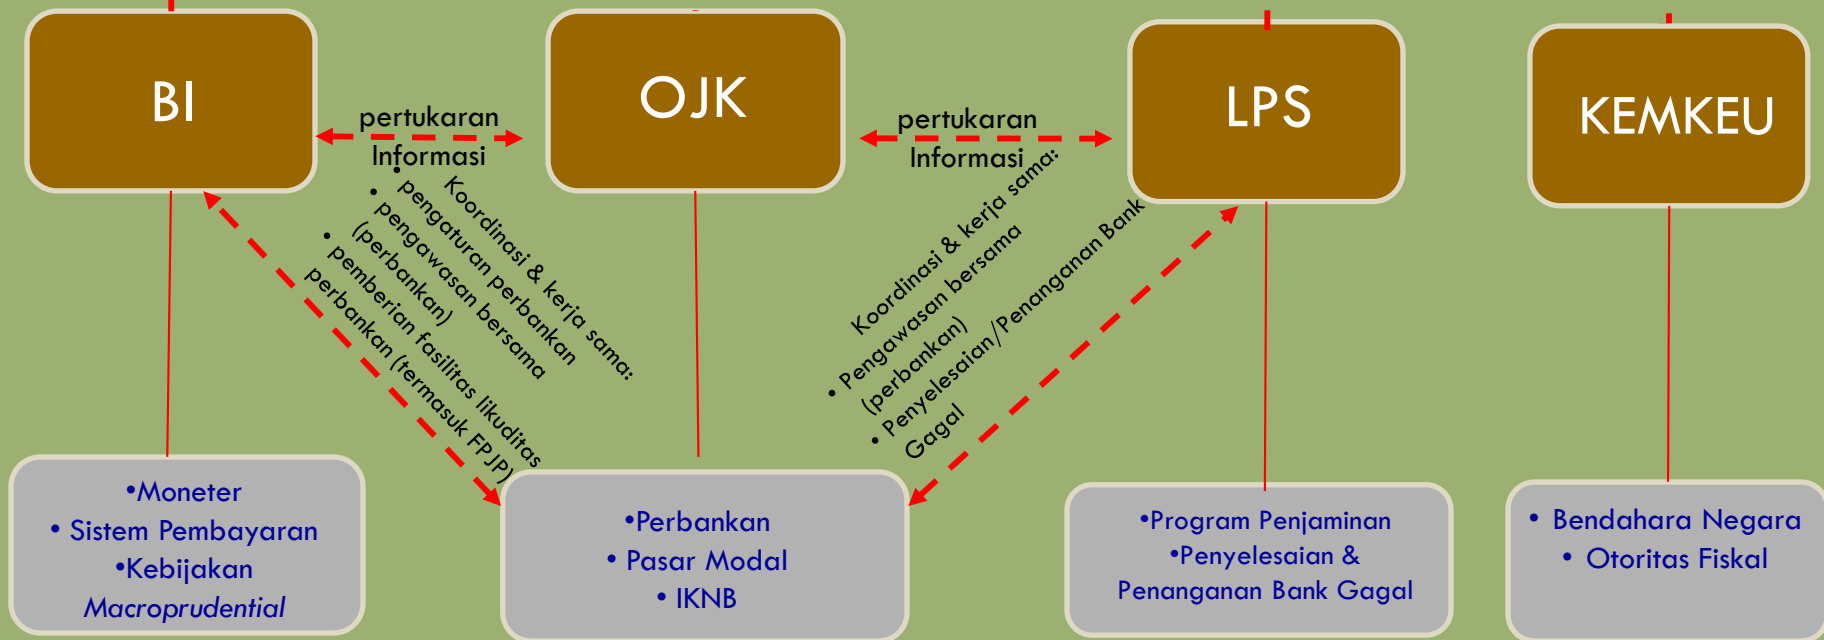 BI
OJK
LPS
KEMKEU
pertukaran
Informasi
pertukaran
Informasi
Koordinasi & kerja sama:
• pengaturan perbankan
• pengawasan bersama
(perbankan)
• pemberian fasilitas likuditas
perbankan (termasuk FPJP)
Koordinasi & kerja sama:
• Pengawasan bersama
(perbankan)
• Penyelesaian/Penanganan Bank
Gagal
•Moneter
• Sistem Pembayaran
•Kebijakan
Macroprudential
•Perbankan
• Pasar Modal
• IKNB
•Program Penjaminan
•Penyelesaian &
Penanganan Bank Gagal
• Bendahara Negara
• Otoritas Fiskal